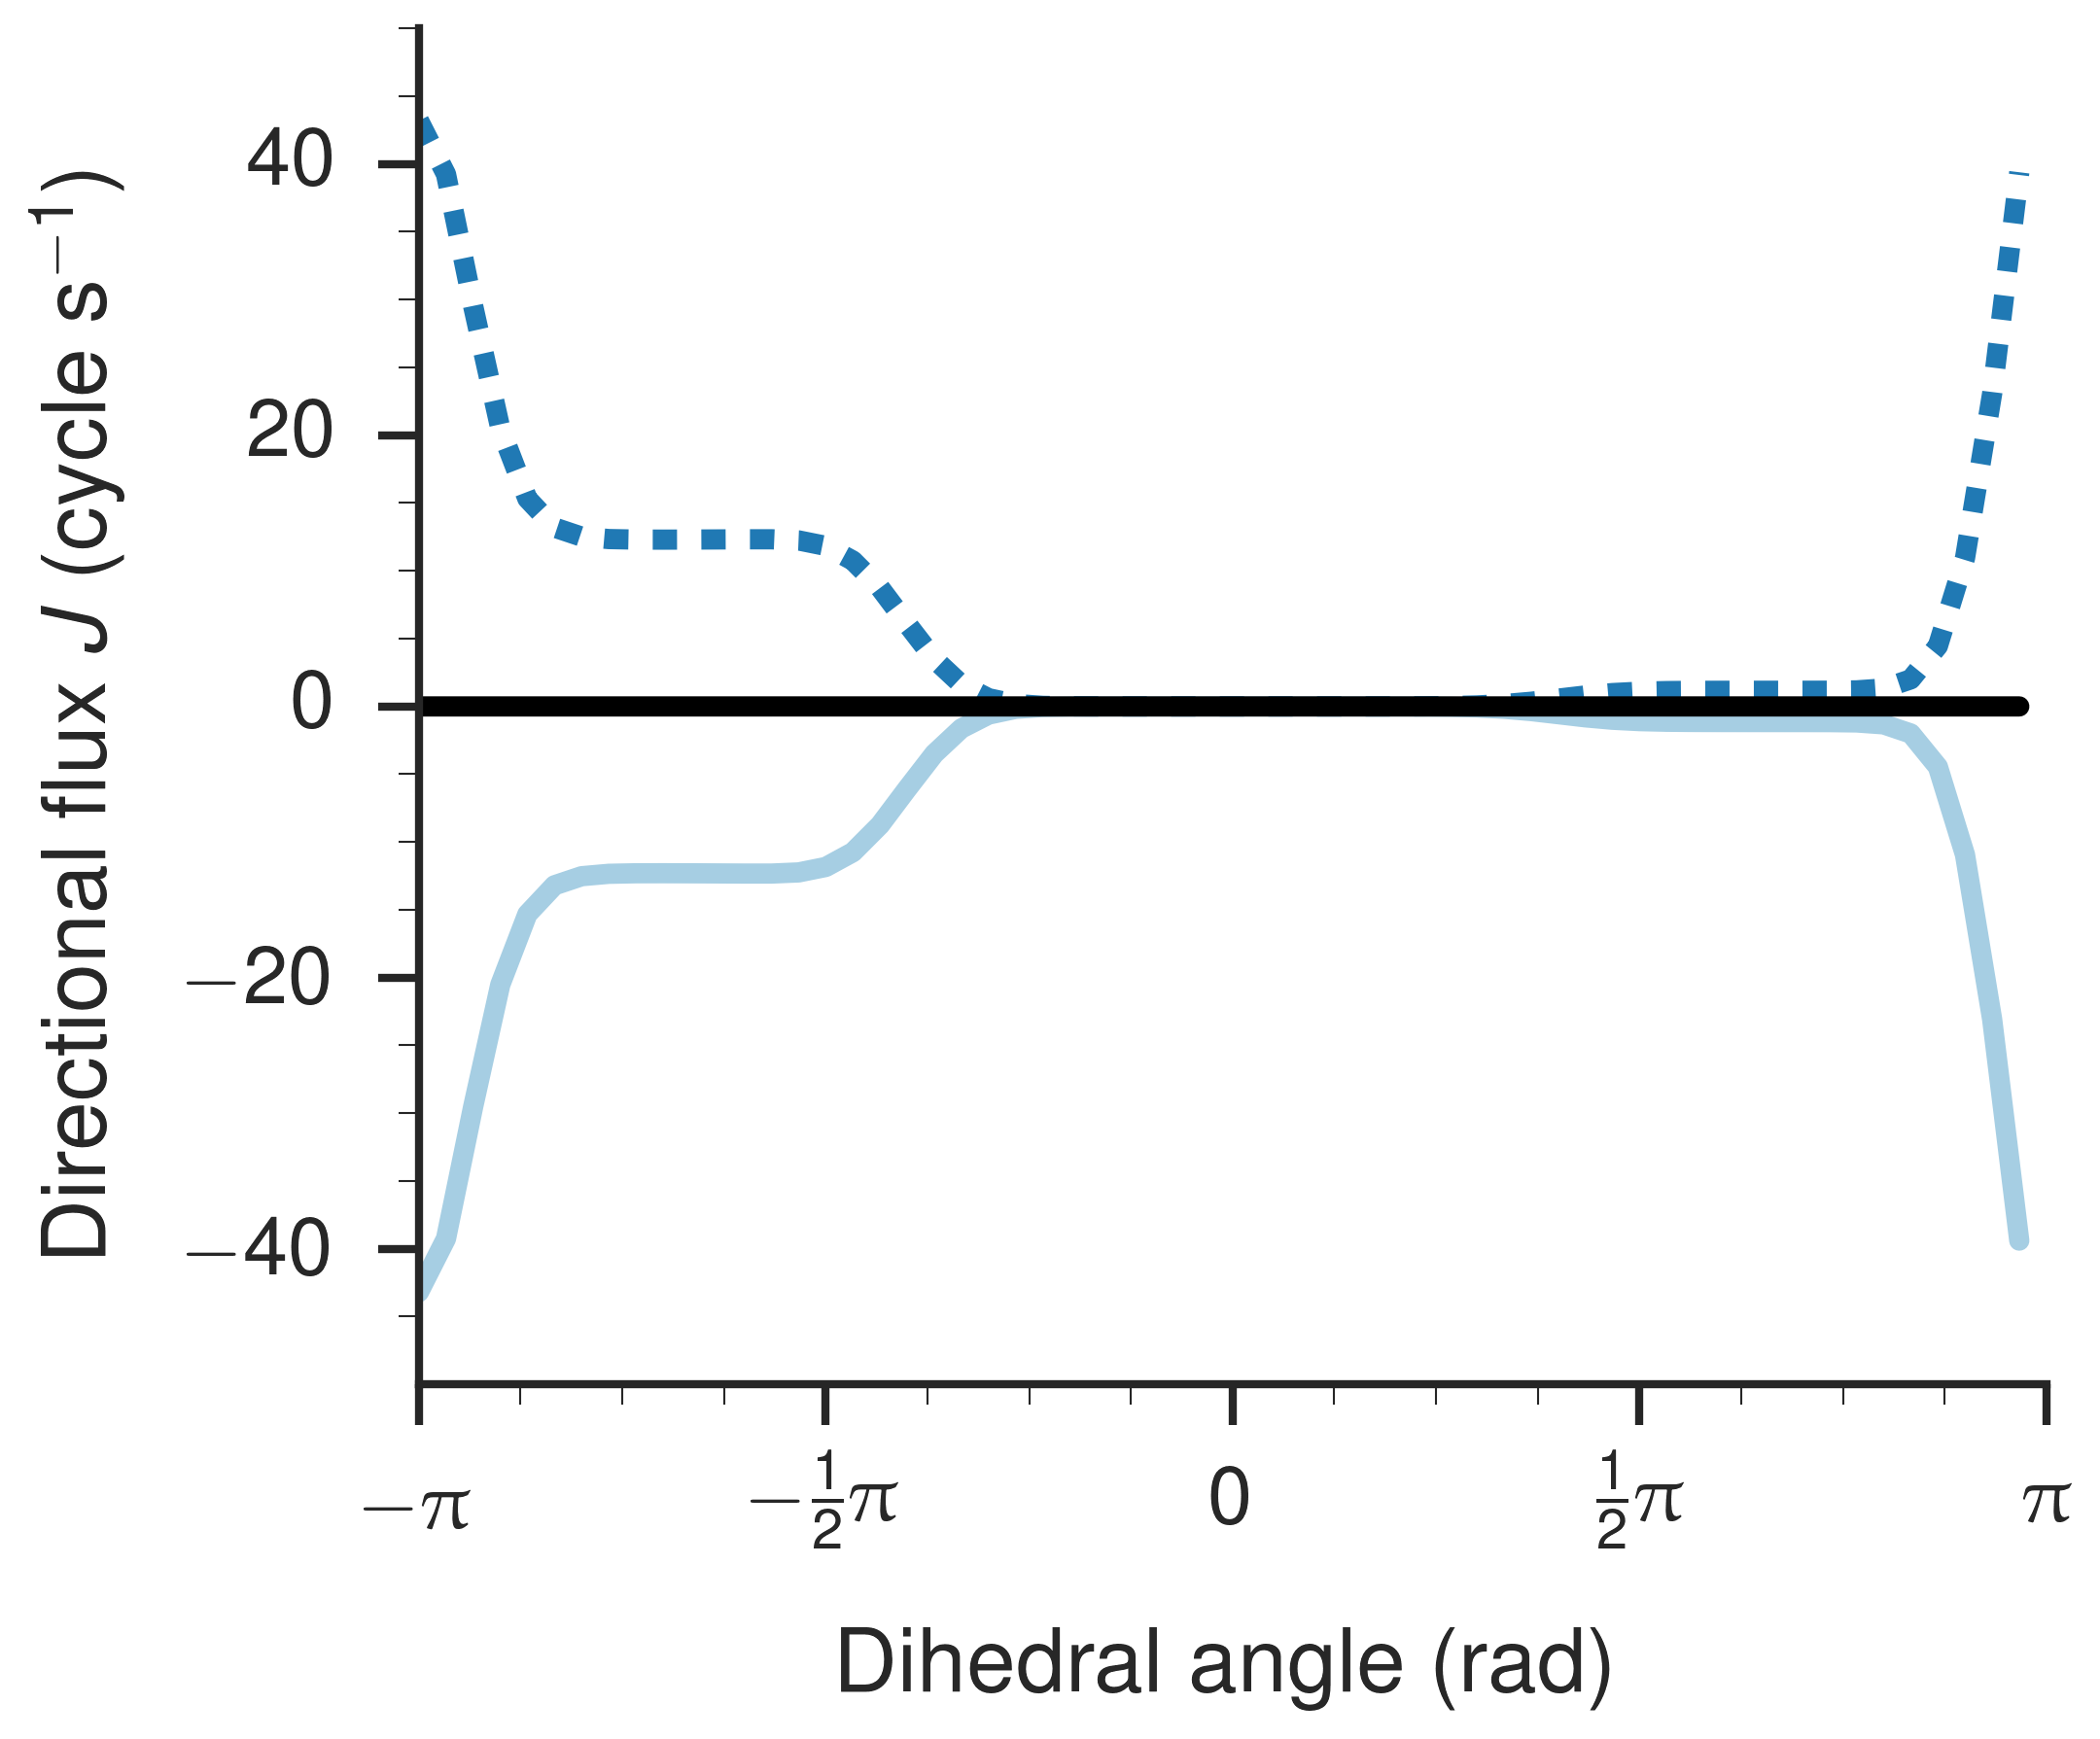 Directional flux J (cycle s⁻¹)
40
20
0
−20
−40
−π
−1/2π
0
1/2π
π
Dihedral angle (rad)